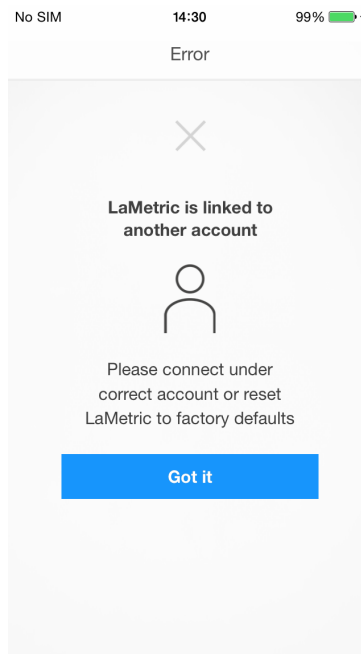 No SIM 14:30 99%
Error
LaMetric is linked to
another account
Please connect under
correct account or reset
LaMetric to factory defaults
Got it